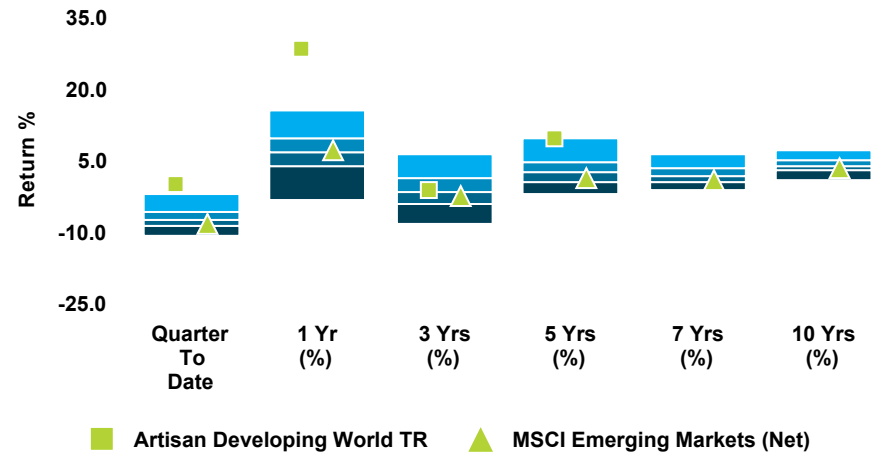 35.0
20.0
5.0
-10.0
-25.0
Return %
Quarter
To
Date
1 Yr
(%)
3 Yrs
(%)
5 Yrs
(%)
7 Yrs
(%)
10 Yrs
(%)
Artisan Developing World TR
MSCI Emerging Markets (Net)